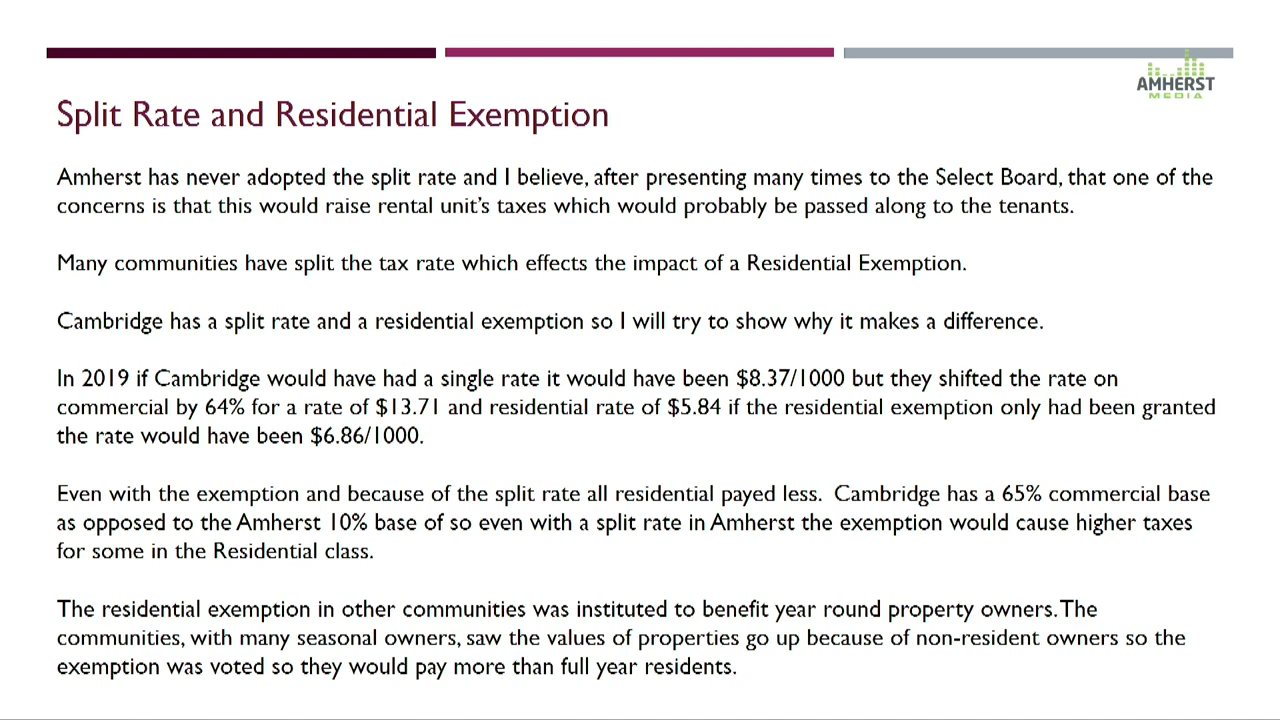 AMHERST
MEDIA
Split Rate and Residential Exemption
Amherst has never adopted the split rate and I believe, after presenting many times to the Select Board, that one of the
concerns is that this would raise rental unit's taxes which would probably be passed along to the tenants.
Many communities have split the tax rate which effects the impact of a Residential Exemption.
Cambridge has a split rate and a residential exemption so I will try to show why it makes a difference.
In 2019 if Cambridge would have had a single rate it would have been $8.37/1000 but they shifted the rate on
commercial by 64% for a rate of $13.71 and residential rate of $5.84 if the residential exemption only had been granted
the rate would have been $6.86/1000.
Even with the exemption and because of the split rate all residential payed less. Cambridge has a 65% commercial base
as opposed to the Amherst 10% base of so even with a split rate in Amherst the exemption would cause higher taxes
for some in the Residential class.
The residential exemption in other communities was instituted to benefit year round property owners. The
communities, with many seasonal owners, saw the values of properties go up because of non-resident owners so the
exemption was voted so they would pay more than full year residents.